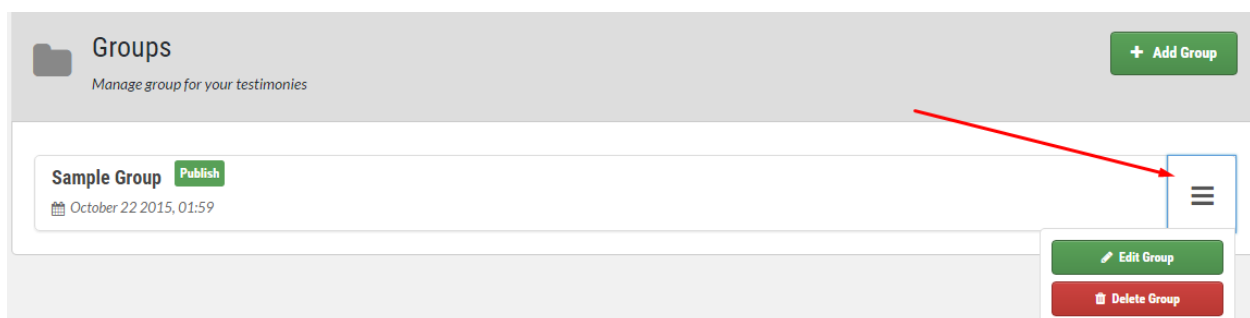 Groups
Add Group
Manage group for your testimonies
Sample Group Publish
October 22 2015, 01:59
Edit Group
Delete Group